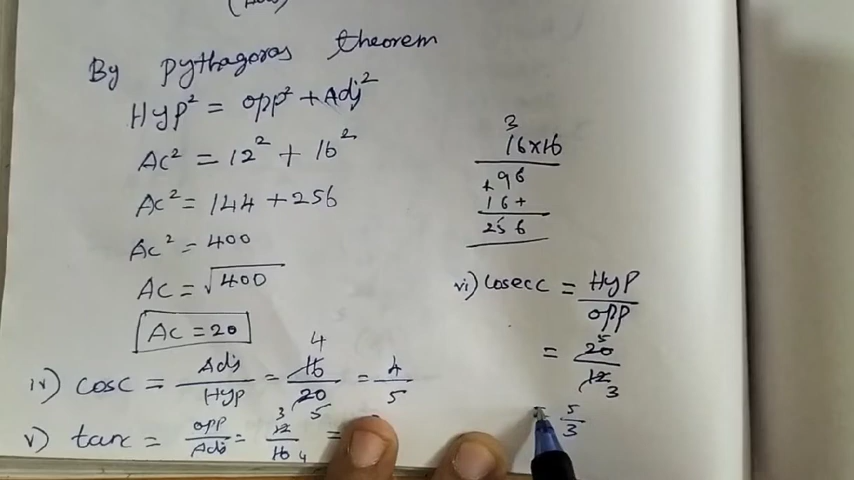 By pythagoras theorem
Hyp² = opp² + Adj²
AC² = 12² + 16²
AC² = 144 + 256
AC² = 400
AC = √400
AC = 20
iv) cosc = Adj/Hyp = 16/20 = 4/5
4
5
v) tanc = opp/Adj = 12/16 =
3
4
3
16×16
+96
16+
256
vi) cosecc = Hyp/opp
= 20/12
5
3
= 5/3